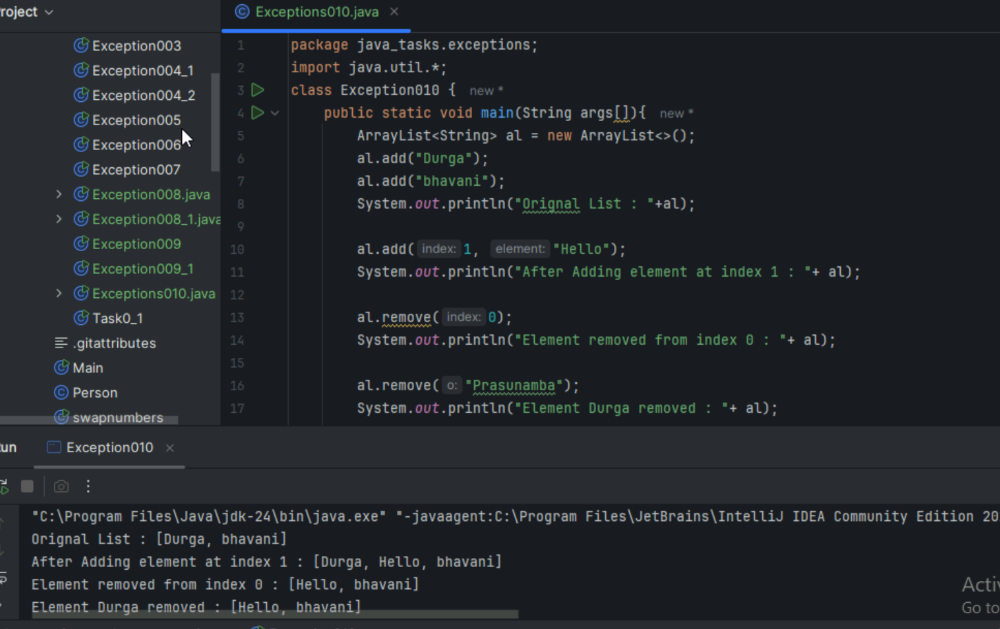 Project
Exceptions010.java
Exception003
Exception004_1
Exception004_2
Exception005
Exception006
Exception007
Exception008.java
Exception008_1.java
Exception009
Exception009_1
Exceptions010.java
Task0_1
.gitattributes
Main
Person
swapnumbers
1 package java_tasks.exceptions;
2 import java.util.*;
3 class Exception010 { new *
4 public static void main(String args[]){ new *
5 ArrayList<String> al = new ArrayList<>();
6 al.add("Durga");
7 al.add("bhavani");
8 System.out.println("Orignal List : "+al);
9
10 al.add( index: 1, element: "Hello");
11 System.out.println("After Adding element at index 1 : "+ al);
12
13 al.remove( index: 0);
14 System.out.println("Element removed from index 0 : "+ al);
15
16 al.remove( o: "Prasunamba");
17 System.out.println("Element Durga removed : "+ al);
Run
Exception010
"C:\Program Files\Java\jdk-24\bin\java.exe" "-javaagent:C:\Program Files\JetBrains\IntelliJ IDEA Community Edition 20
Orignal List : [Durga, bhavani]
After Adding element at index 1 : [Durga, Hello, bhavani]
Element removed from index 0 : [Hello, bhavani]
Element Durga removed : [Hello, bhavani]
Activ
Go to